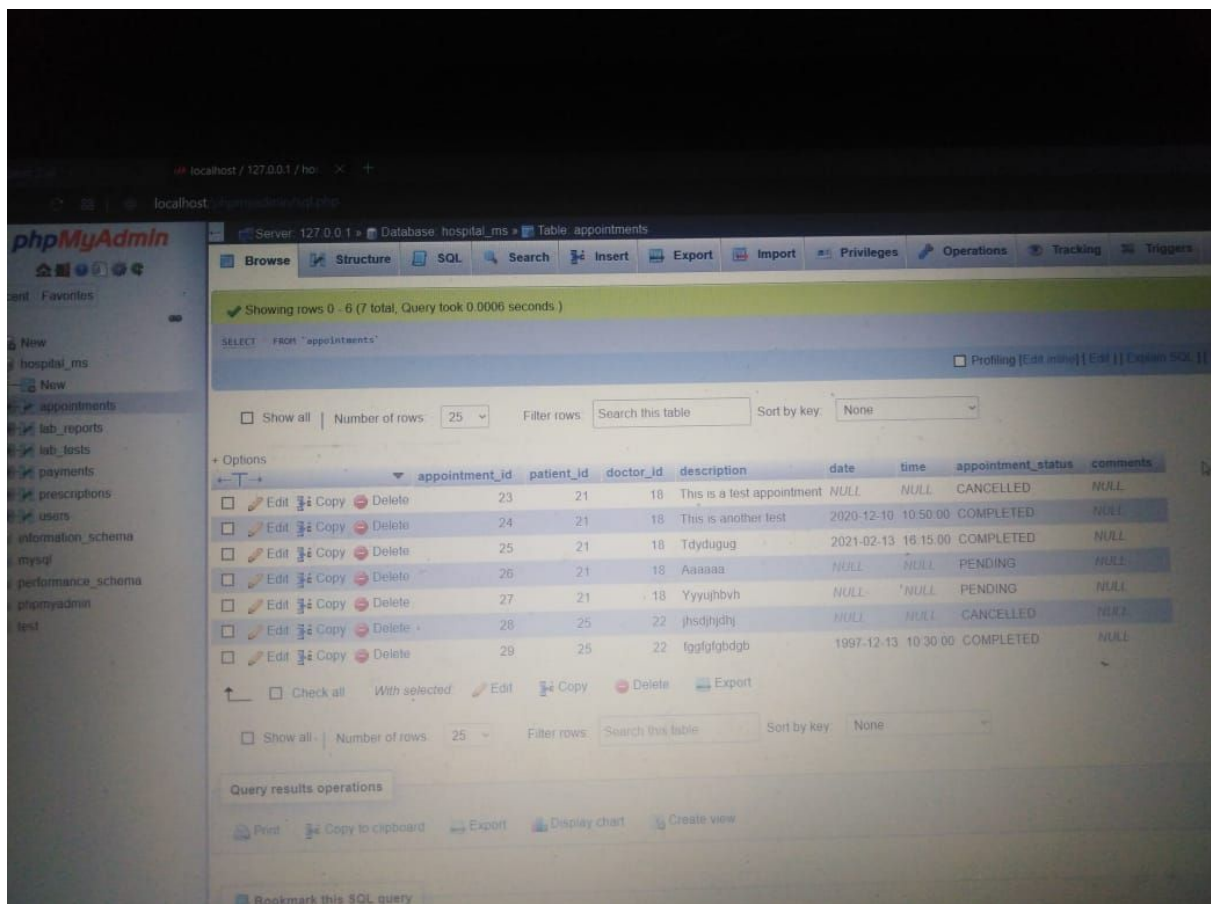 localhost / 127.0.0.1 / ho
localhost/phpmyadmin/sql.php
phpMyAdmin
Favorites
New
hospital_ms
New
appointments
lab_reports
lab_tests
payments
prescriptions
users
information_schema
mysql
performance_schema
phpmyadmin
test
Server: 127.0.0.1 » Database: hospital_ms » Table: appointments
Browse Structure SQL Search Insert Export Import Privileges Operations Tracking Triggers
Showing rows 0 - 6 (7 total, Query took 0.0006 seconds.)
SELECT FROM `appointments`
Profiling [Edit inline] [ Edit ] [ Explain SQL ] [
Show all | Number of rows: 25 Filter rows: Search this table Sort by key: None
+ Options
←T→ appointment_id patient_id doctor_id description date time appointment_status comments
Edit Copy Delete 23 21 18 This is a test appointment NULL NULL CANCELLED NULL
Edit Copy Delete 24 21 18 This is another test 2020-12-10 10:50:00 COMPLETED NULL
Edit Copy Delete 25 21 18 Tdydugug 2021-02-13 16:15:00 COMPLETED NULL
Edit Copy Delete 26 21 18 Aaaaaa NULL NULL PENDING NULL
Edit Copy Delete 27 21 18 Yyyujhbvh NULL NULL PENDING NULL
Edit Copy Delete 28 25 22 jhsdjhjdhj NULL NULL CANCELLED NULL
Edit Copy Delete 29 25 22 fggfgfgbdgb 1997-12-13 10:30:00 COMPLETED NULL
Check all With selected: Edit Copy Delete Export
Show all | Number of rows: 25 Filter rows: Search this table Sort by key: None
Query results operations
Print Copy to clipboard Export Display chart Create view
Bookmark this SQL query